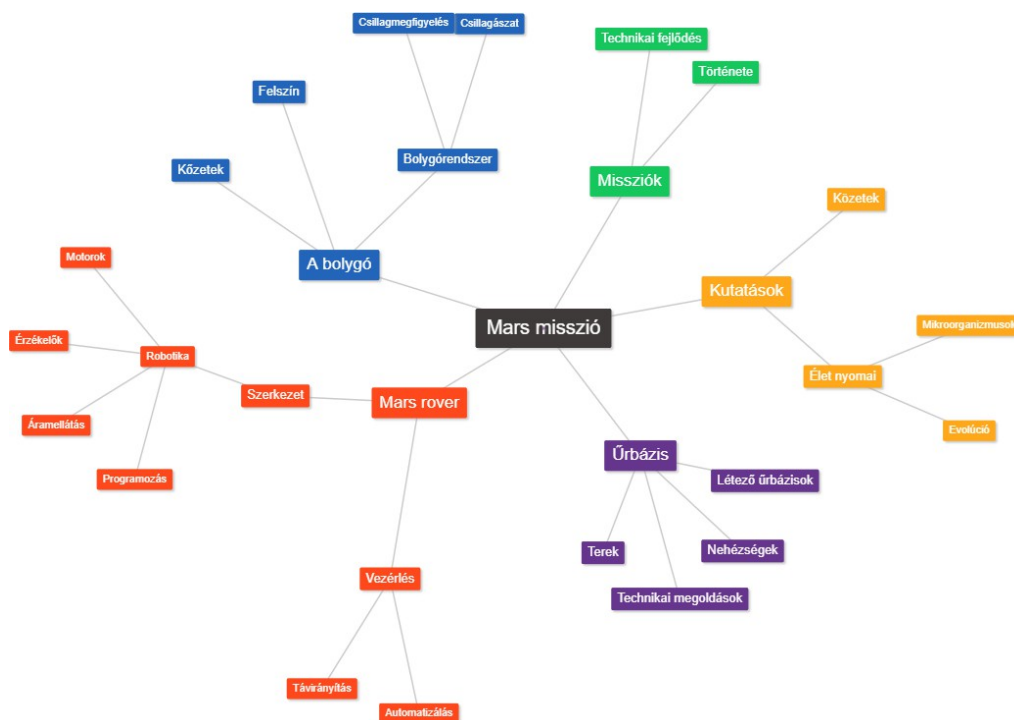 Csillagmegfigyelés
Csillagászat
Technikai fejlődés
Története
Felszín
Bolygórendszer
Kőzetek
Missziók
Közetek
A bolygó
Motorok
Kutatások
Mars misszió
Mikroorganizmusok
Érzékelők
Robotika
Élet nyomai
Szerkezet
Mars rover
Áramellátás
Evolúció
Űrbázis
Programozás
Létező űrbázisok
Terek
Nehézségek
Vezérlés
Technikai megoldások
Távirányítás
Automatizálás